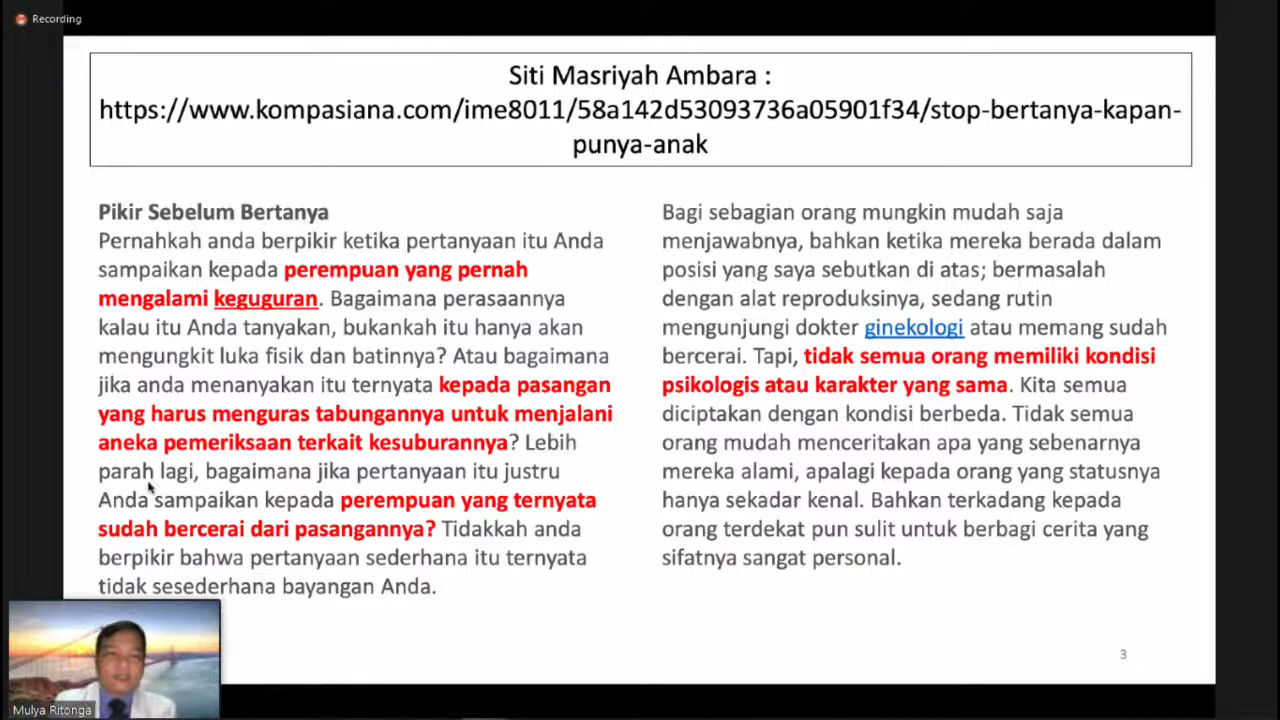 Recording
Siti Masriyah Ambara :
https://www.kompasiana.com/ime8011/58a142d53093736a05901f34/stop-bertanya-kapan-
punya-anak
Pikir Sebelum Bertanya
Pernahkah anda berpikir ketika pertanyaan itu Anda
sampaikan kepada perempuan yang pernah
mengalami keguguran. Bagaimana perasaannya
kalau itu Anda tanyakan, bukankah itu hanya akan
mengungkit luka fisik dan batinnya? Atau bagaimana
jika anda menanyakan itu ternyata kepada pasangan
yang harus menguras tabungannya untuk menjalani
aneka pemeriksaan terkait kesuburannya? Lebih
parah lagi, bagaimana jika pertanyaan itu justru
Anda sampaikan kepada perempuan yang ternyata
sudah bercerai dari pasangannya? Tidakkah anda
berpikir bahwa pertanyaan sederhana itu ternyata
tidak sesederhana bayangan Anda.
Bagi sebagian orang mungkin mudah saja
menjawabnya, bahkan ketika mereka berada dalam
posisi yang saya sebutkan di atas; bermasalah
dengan alat reproduksinya, sedang rutin
mengunjungi dokter ginekologi atau memang sudah
bercerai. Tapi, tidak semua orang memiliki kondisi
psikologis atau karakter yang sama. Kita semua
diciptakan dengan kondisi berbeda. Tidak semua
orang mudah menceritakan apa yang sebenarnya
mereka alami, apalagi kepada orang yang statusnya
hanya sekadar kenal. Bahkan terkadang kepada
orang terdekat pun sulit untuk berbagi cerita yang
sifatnya sangat personal.
3
Mulya Ritonga